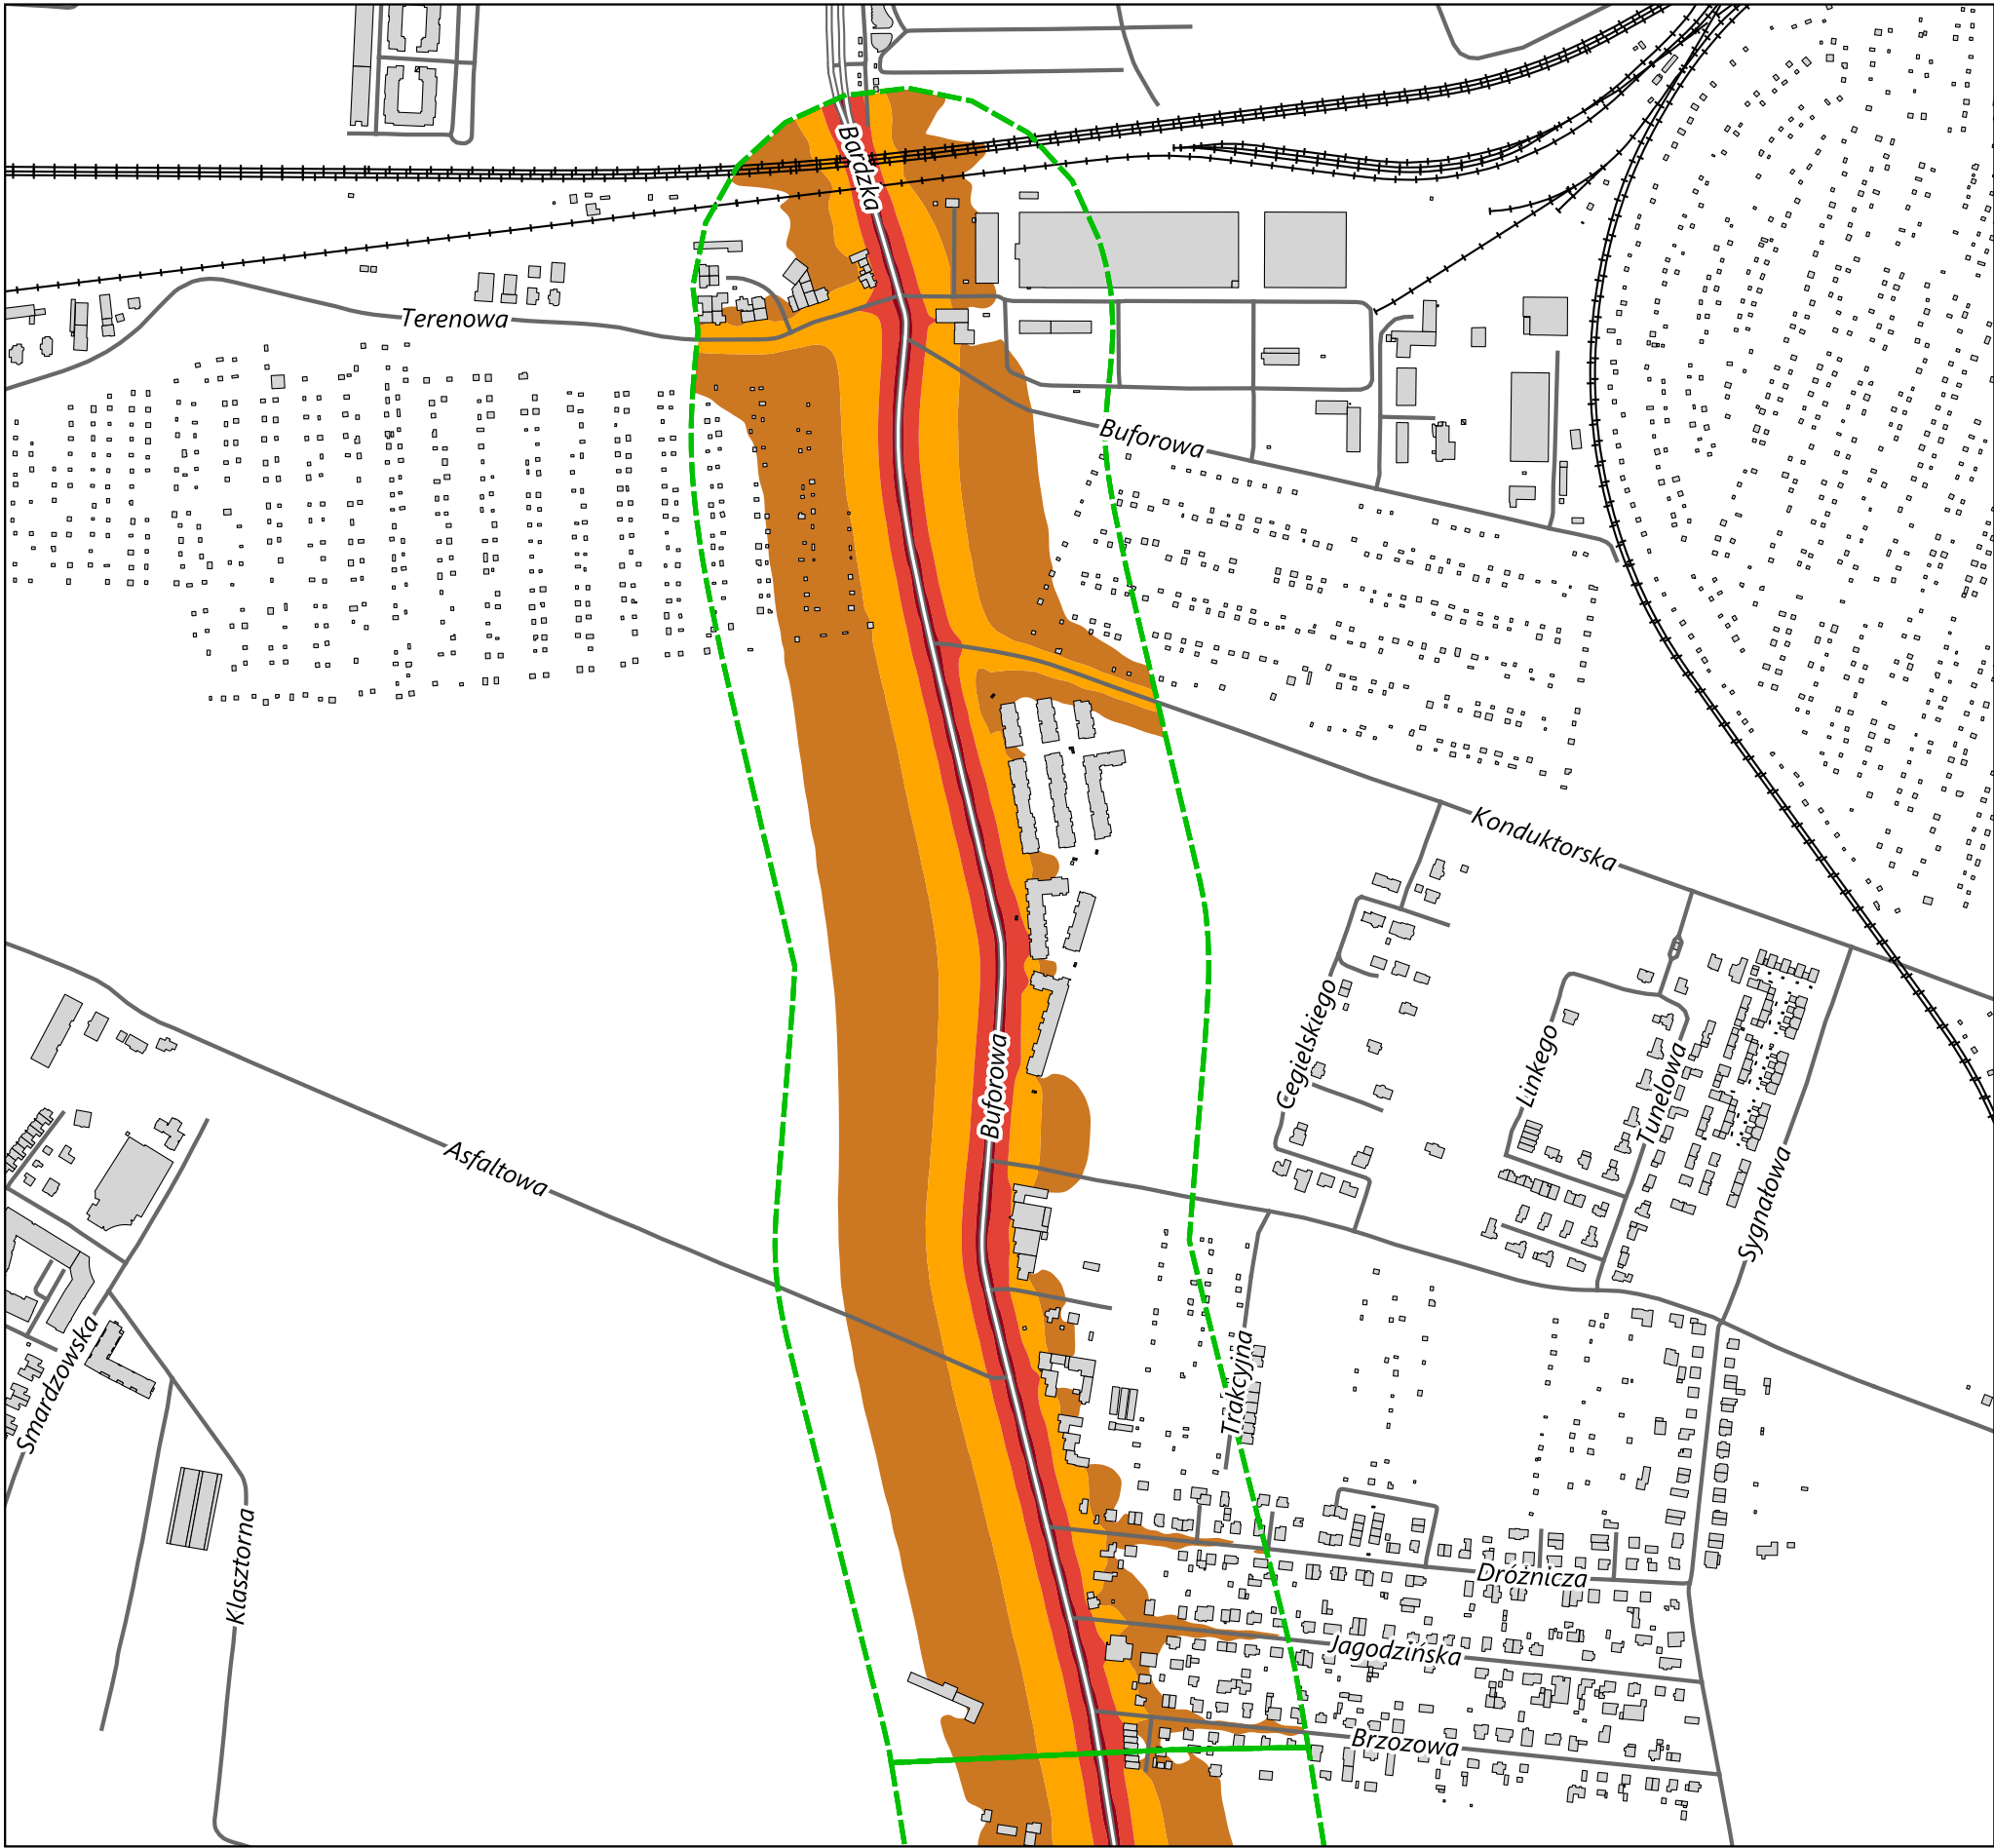 Bardzka
Terenowa
Buforowa
Konduktorska
Cegielskiego
Linkego
Tunelowa
Buforowa
Sygnałowa
Asfaltowa
Smardzowska
Trakcyjna
Klasztorna
Dróżnicza
Jagodzińska
Brzozowa